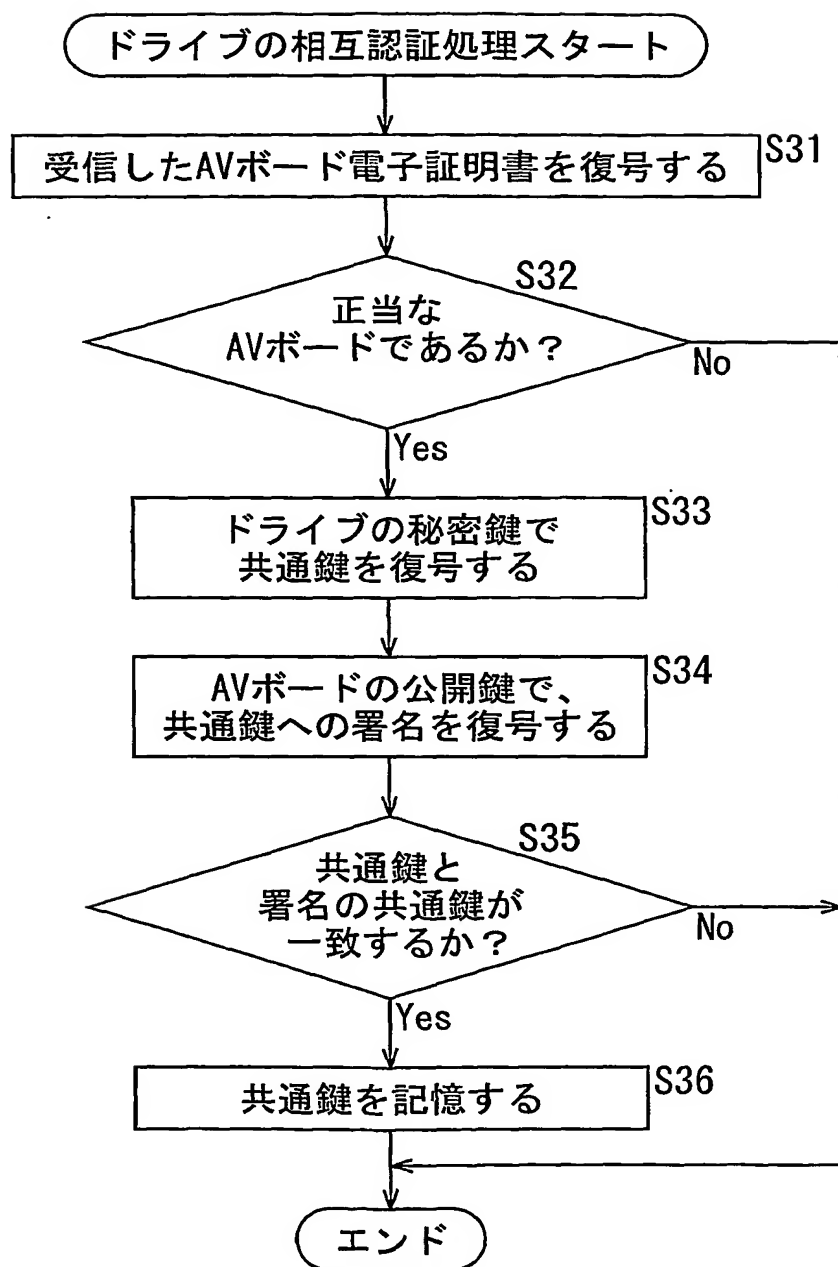 ドライブの相互認証処理スタート
受信したAVボード電子証明書を復号する
S31
S32
正当な
AVボードであるか？
No
Yes
ドライブの秘密鍵で
共通鍵を復号する
S33
AVボードの公開鍵で、
共通鍵への署名を復号する
S34
S35
共通鍵と
署名の共通鍵が
一致するか？
No
Yes
共通鍵を記憶する
S36
エンド